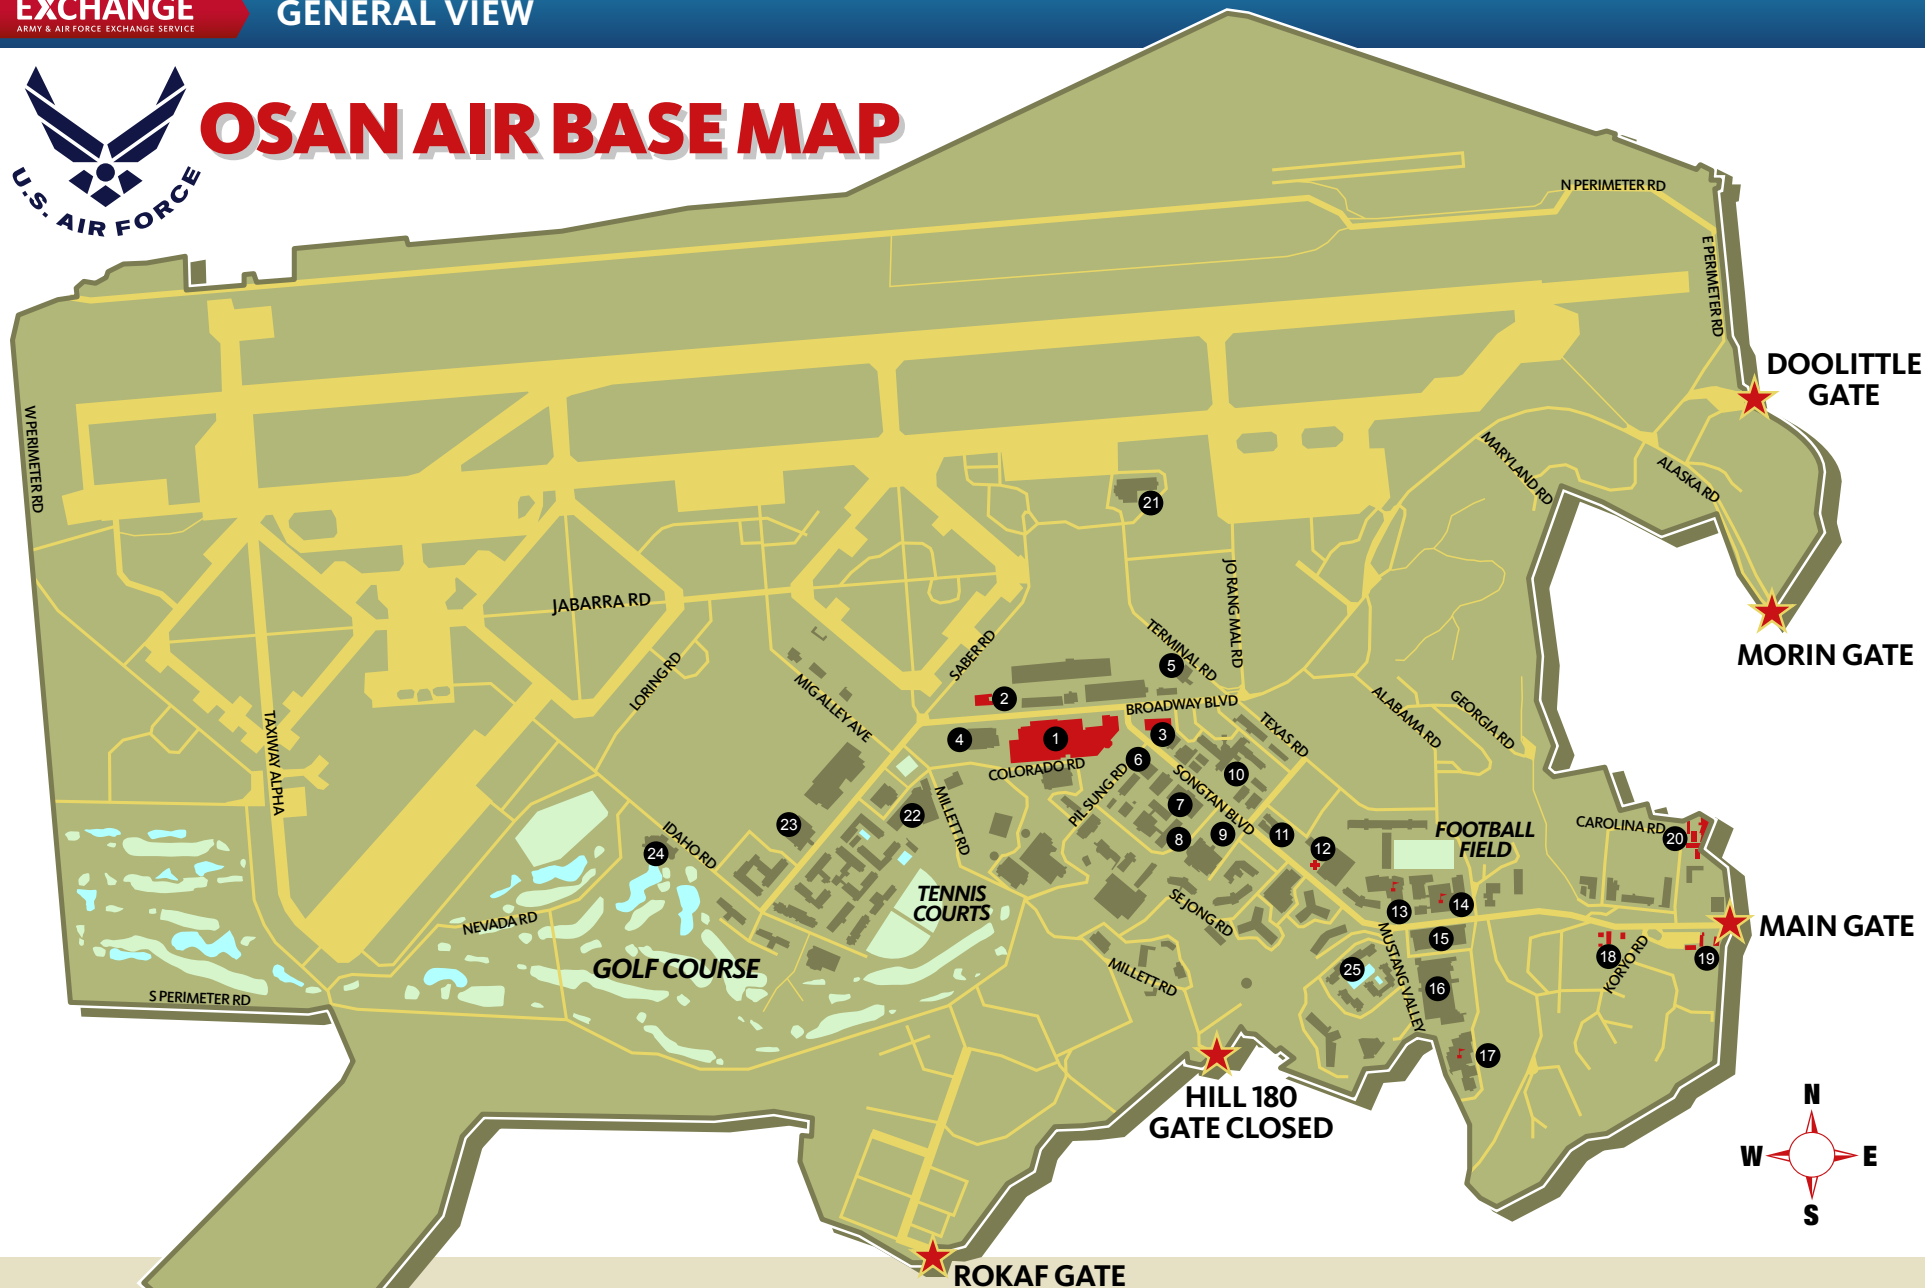 EXCHANGE
ARMY & AIR FORCE EXCHANGE SERVICE
GENERAL VIEW
U.S. AIR FORCE
OSAN AIR BASE MAP
N PERIMETER RD
E PERIMETER RD
DOOLITTLE
GATE
W PERIMETER RD
MARYLAND RD
ALASKA RD
21
JABARRA RD
JO RANG MAL RD
MORIN GATE
TERMINAL RD
5
SABER RD
LORING RD
MIG ALLEY AVE
2
BROADWAY BLVD
ALABAMA RD
GEORGIA RD
TEXAS RD
TAXIWAY ALPHA
4
1
3
6
COLORADO RD
PILSUNG RD
SONGTAN BLVD
10
MILLETT RD
7
22
23
8
9
11
12
IDAHO RD
24
FOOTBALL
FIELD
CAROLINA RD
20
TENNIS
COURTS
SEJONG RD
13
14
NEVADA RD
MAIN GATE
15
MUSTANG VALLEY
18
KORYO RD
19
GOLF COURSE
MILLETT RD
25
16
S PERIMETER RD
17
HILL 180
GATE CLOSED
N
W
E
S
ROKAF GATE